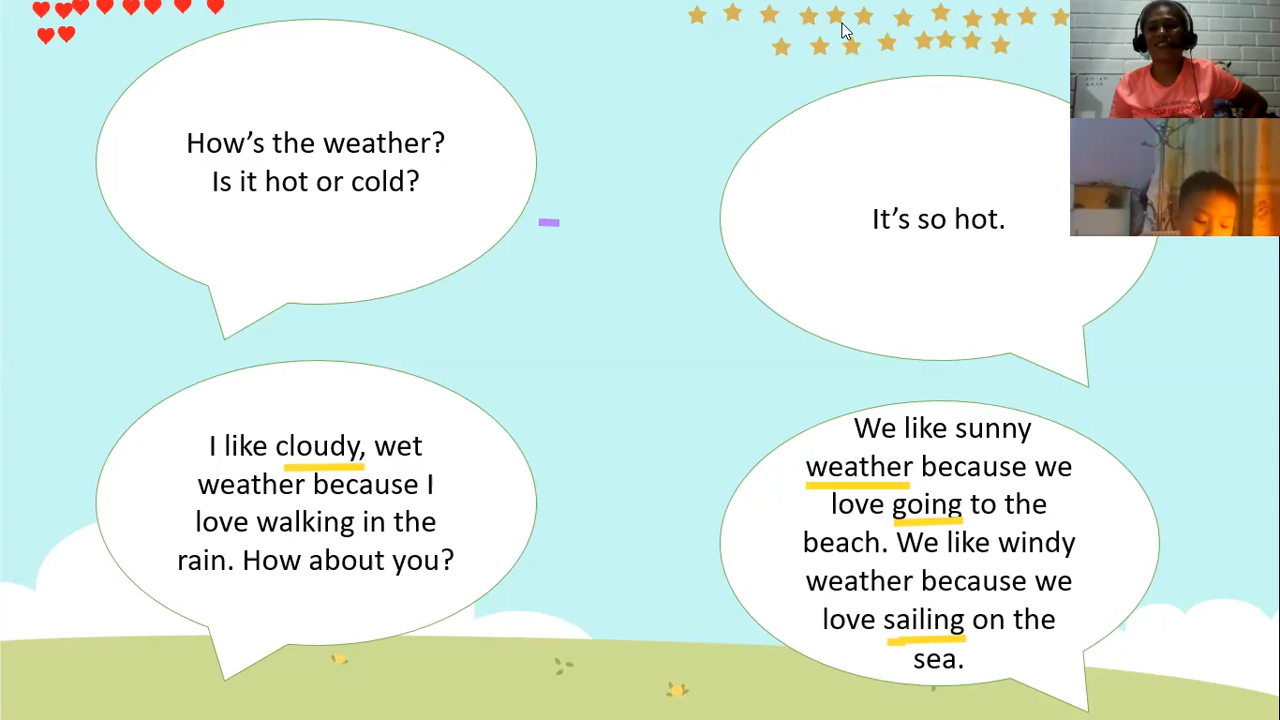 How’s the weather?
Is it hot or cold?
It’s so hot.
I like cloudy, wet
weather because I
love walking in the
rain. How about you?
We like sunny
weather because we
love going to the
beach. We like windy
weather because we
love sailing on the
sea.